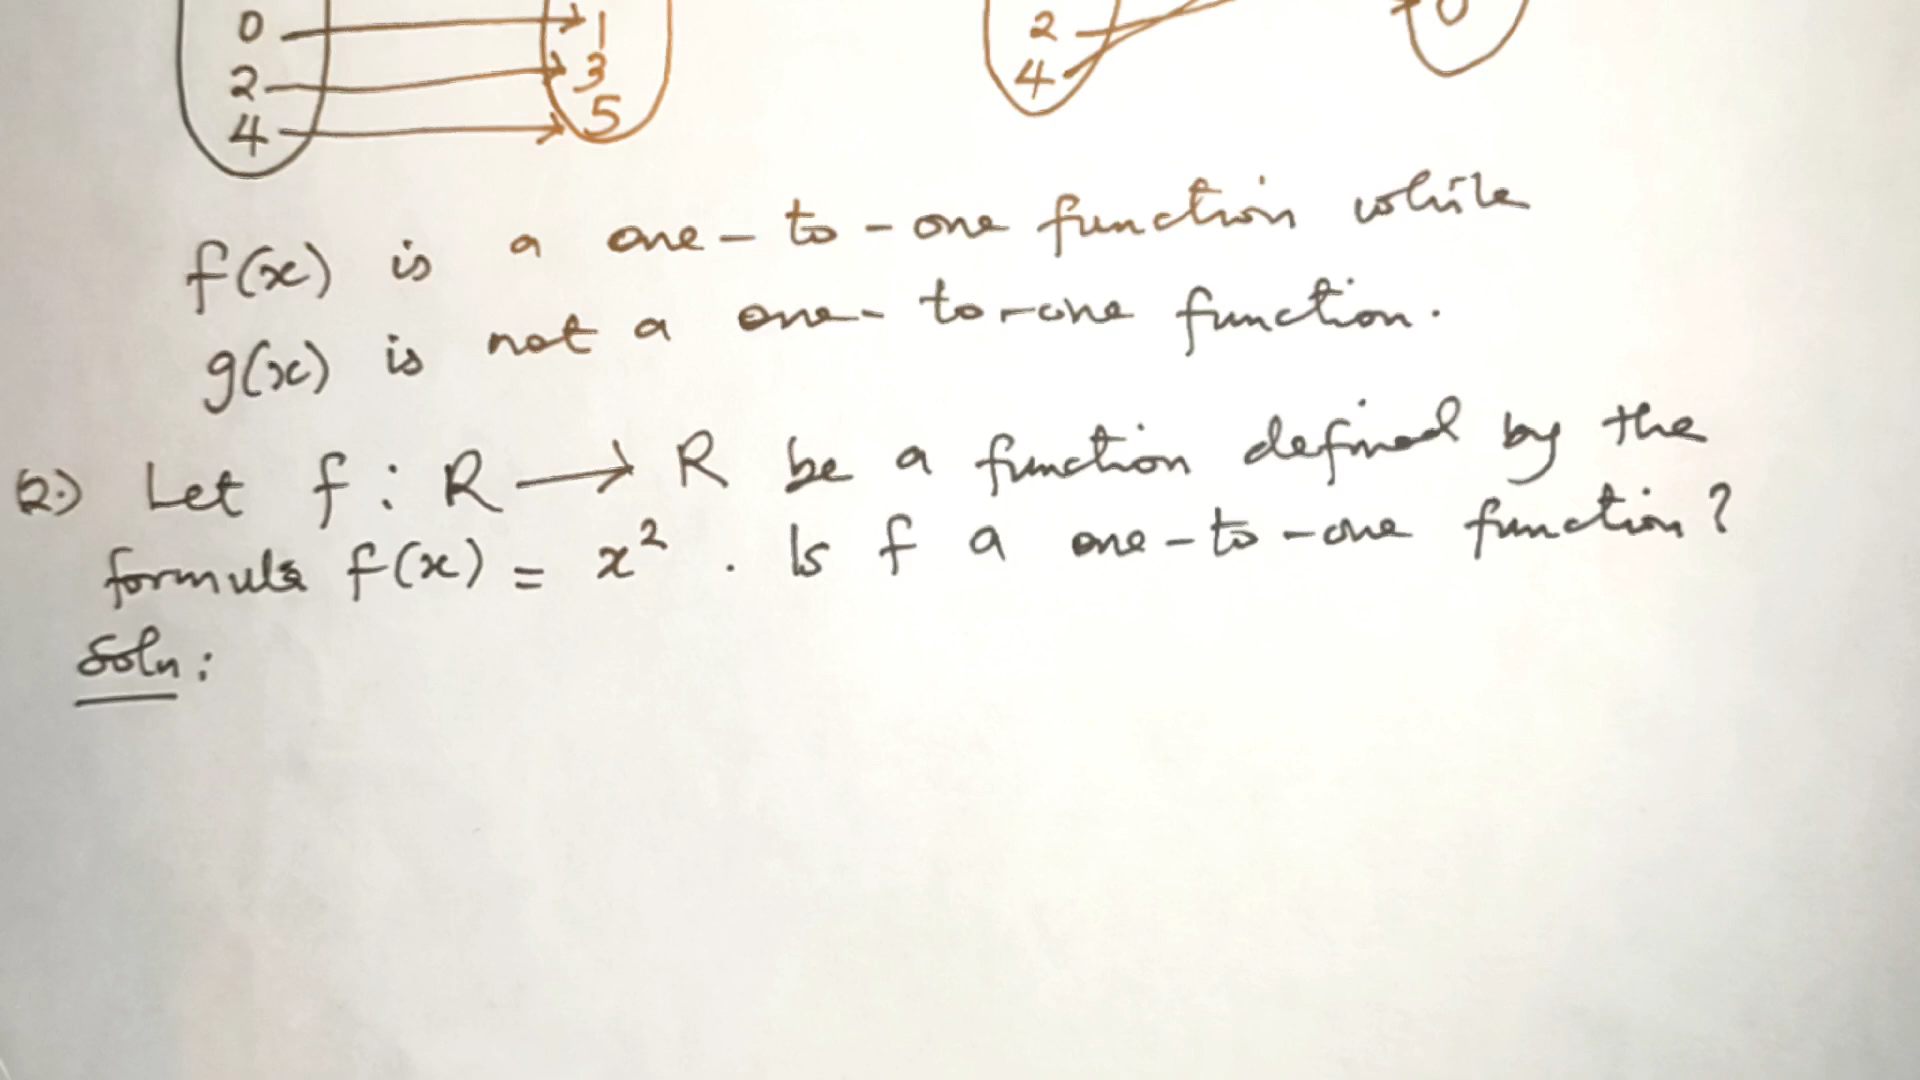 0 1
2 3
4 5
2 0
4
f(x) is a one-to-one function while
g(x) is not a one-to-one function.
(2.) Let f : R → R be a function defined by the
formula f(x) = x². Is f a one-to-one function?
Soln: